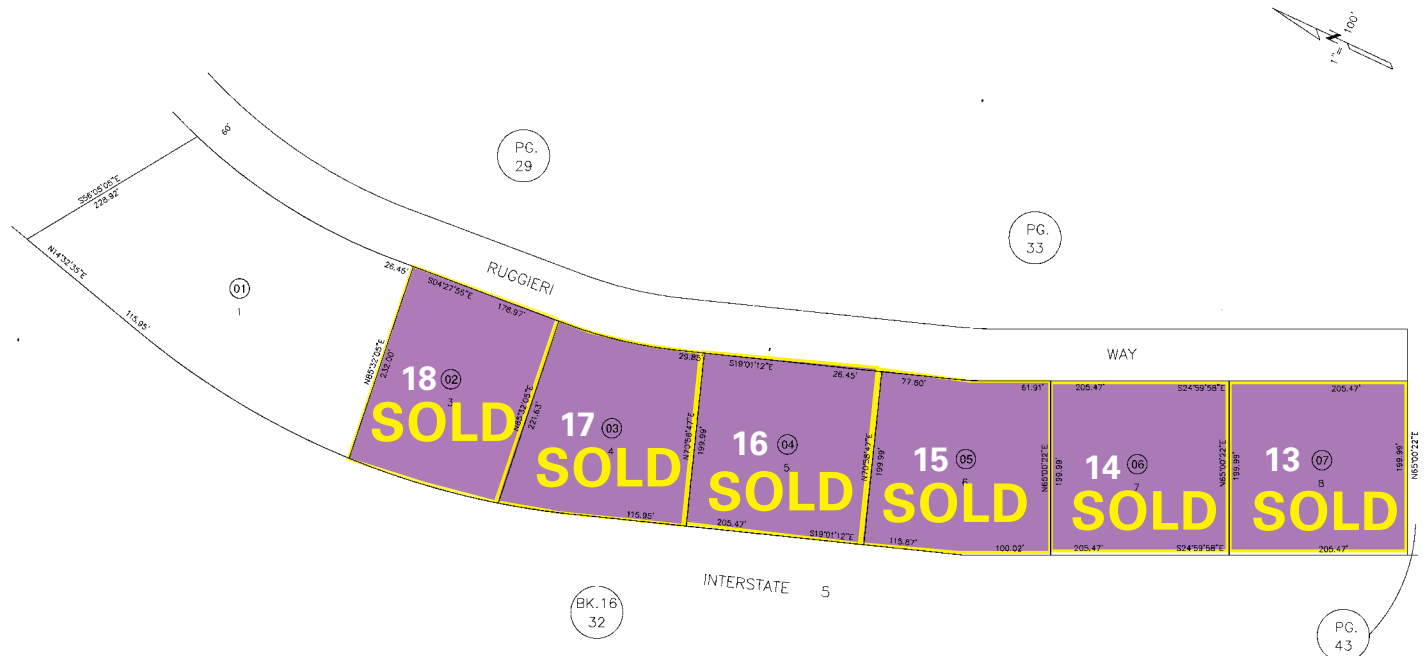 N
1"= 100'
60'
PG.
29
S56°05'05"E
228.92'
PG.
33
N14°32'35"E
115.95'
01
1
26.45'
RUGGIERI
S04°27'55"E
178.97'
N85°32'05"E
232.00'
18 02
3
SOLD
N85°32'05"E
221.63'
29.85'
17 03
4
SOLD
115.95'
N70°58'47"E
199.99'
S19°01'12"E
26.45'
16 04
5
SOLD
205.47'
S19°01'12"E
N70°58'47"E
199.99'
77.80'
61.91'
15 05
6
SOLD
115.87'
100.02'
WAY
N65°00'22"E
199.99'
205.47'
S24°59'58"E
14 06
7
SOLD
205.47'
S24°59'58"E
N65°00'22"E
199.99'
205.47'
13 07
8
SOLD
205.47'
199.99'
N65°00'22"E
INTERSTATE 5
BK.16
32
PG.
43